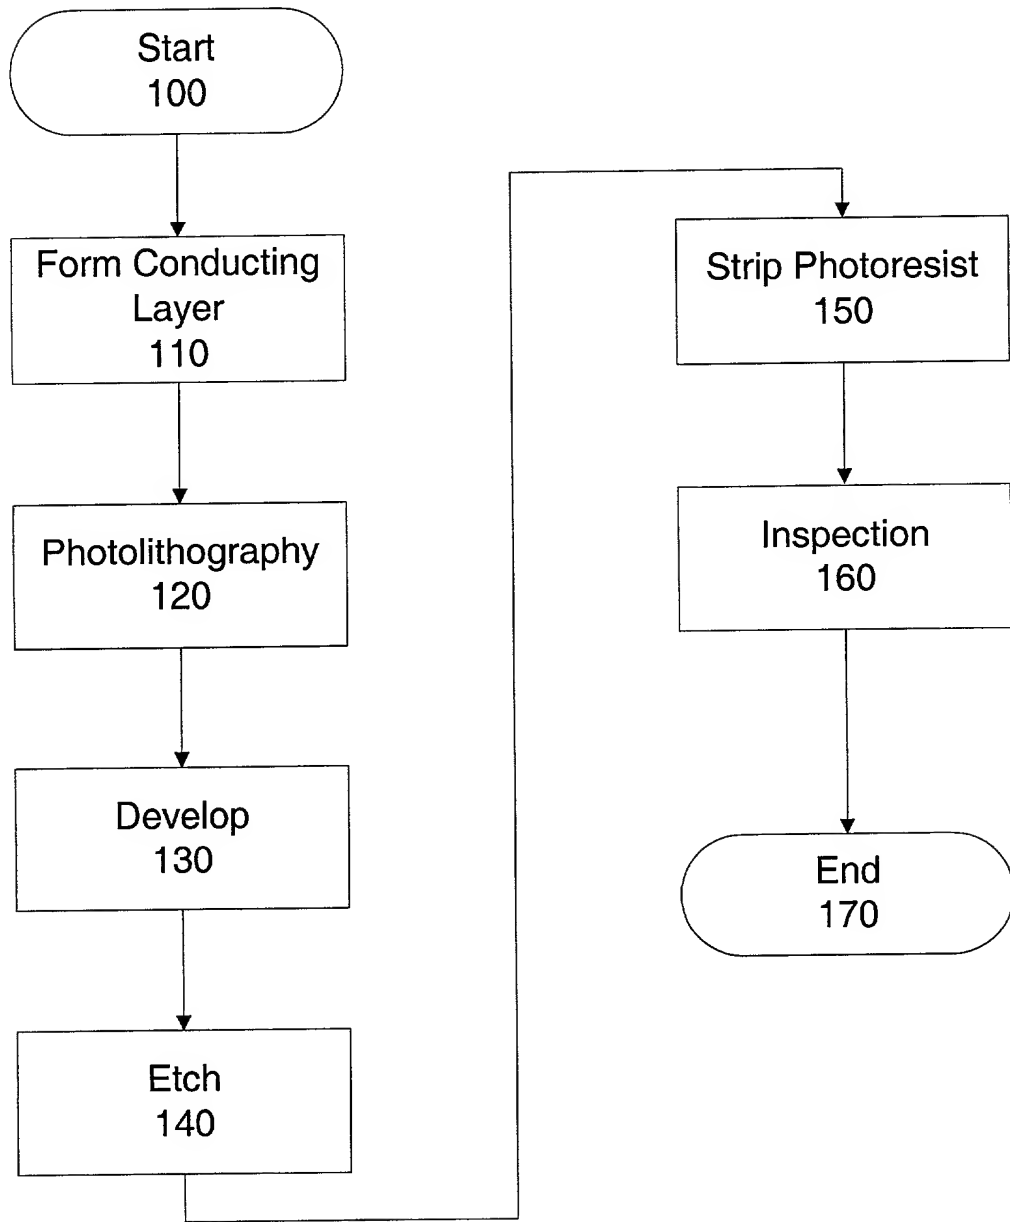 Start
100
Form Conducting
Layer
110
Photolithography
120
Develop
130
Etch
140
Strip Photoresist
150
Inspection
160
End
170